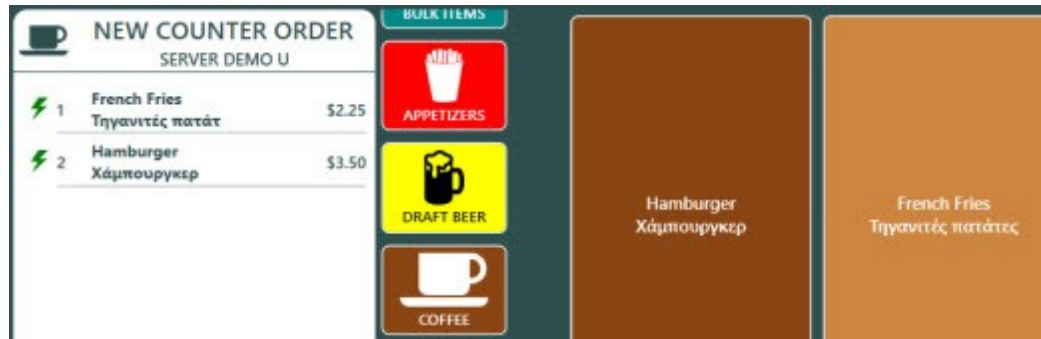 NEW COUNTER ORDER
SERVER DEMO U
1 French Fries $2.25
Τηγανιτές πατάτ
2 Hamburger $3.50
Χάμπουργκερ
BULK ITEMS
APPETIZERS
DRAFT BEER
COFFEE
Hamburger
Χάμπουργκερ
French Fries
Τηγανιτές πατάτες